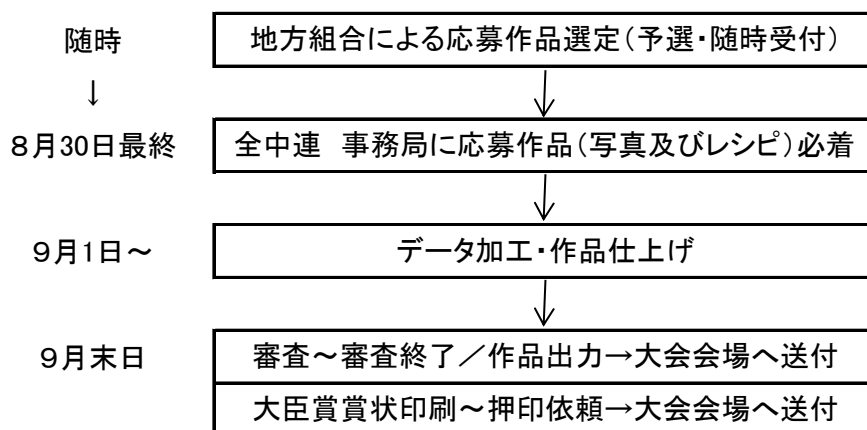 随時 地方組合による応募作品選定(予選・随時受付)
↓
8月30日最終 全中連 事務局に応募作品(写真及びレシピ)必着
9月1日~ データ加工・作品仕上げ
9月末日 審査~審査終了/作品出力→大会会場へ送付
大臣賞賞状印刷~押印依頼→大会会場へ送付